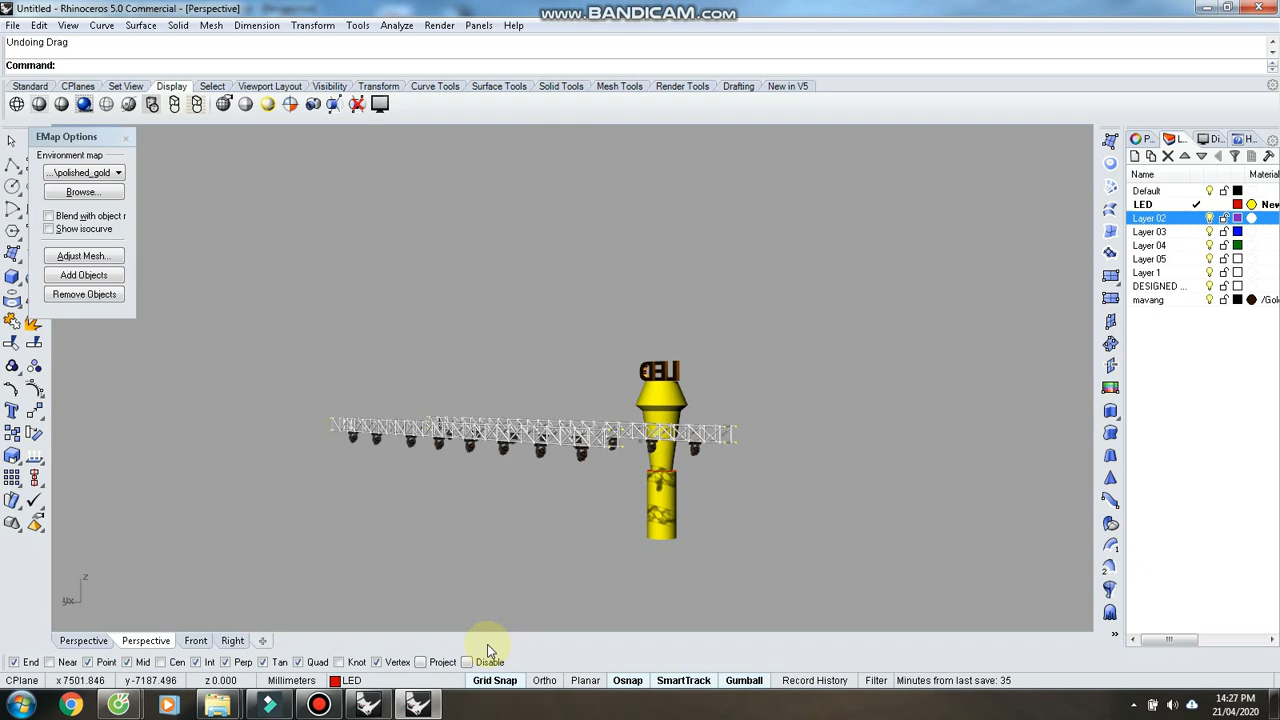 Untitled - Rhinoceros 5.0 Commercial - [Perspective]
www.BANDICAM.com
File Edit View Curve Surface Solid Mesh Dimension Transform Tools Analyze Render Panels Help
Undoing Drag
Command:
Standard CPlanes Set View Display Select Viewport Layout Visibility Transform Curve Tools Surface Tools Solid Tools Mesh Tools Render Tools Drafting New in V5
EMap Options
Environment map
...\polished_gold
Browse...
Blend with object r
Show isocurve
Adjust Mesh...
Add Objects
Remove Objects
P... L... Di... H...
Name Material
Default
LED New
Layer 02
Layer 03
Layer 04
Layer 05
Layer 1
DESIGNED ...
mavang /Gol
LED
z
yx
Perspective Perspective Front Right
End Near Point Mid Cen Int Perp Tan Quad Knot Vertex Project Disable
CPlane x 7501.846 y -7187.496 z 0.000 Millimeters LED Grid Snap Ortho Planar Osnap SmartTrack Gumball Record History Filter Minutes from last save: 35
14:27 PM
21/04/2020